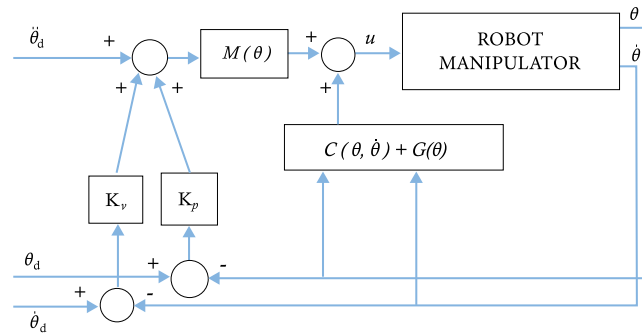 θ̈d
+
+
+
M(θ)
+
+
u
ROBOT
MANIPULATOR
θ
θ̇
C(θ, θ̇) + G(θ)
Kv
Kp
θd
+
-
θ̇d
+
-